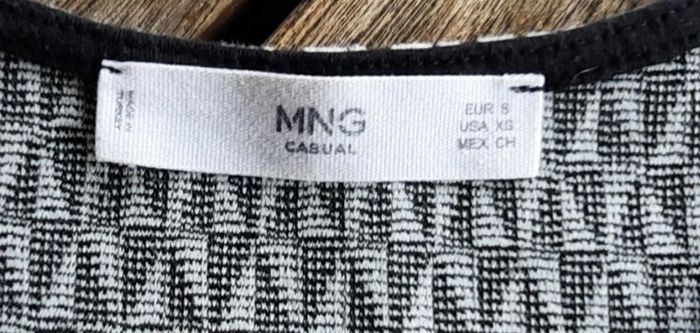 MADE IN
TURKEY
MNG
CASUAL
EUR S
USA XS
MEX CH